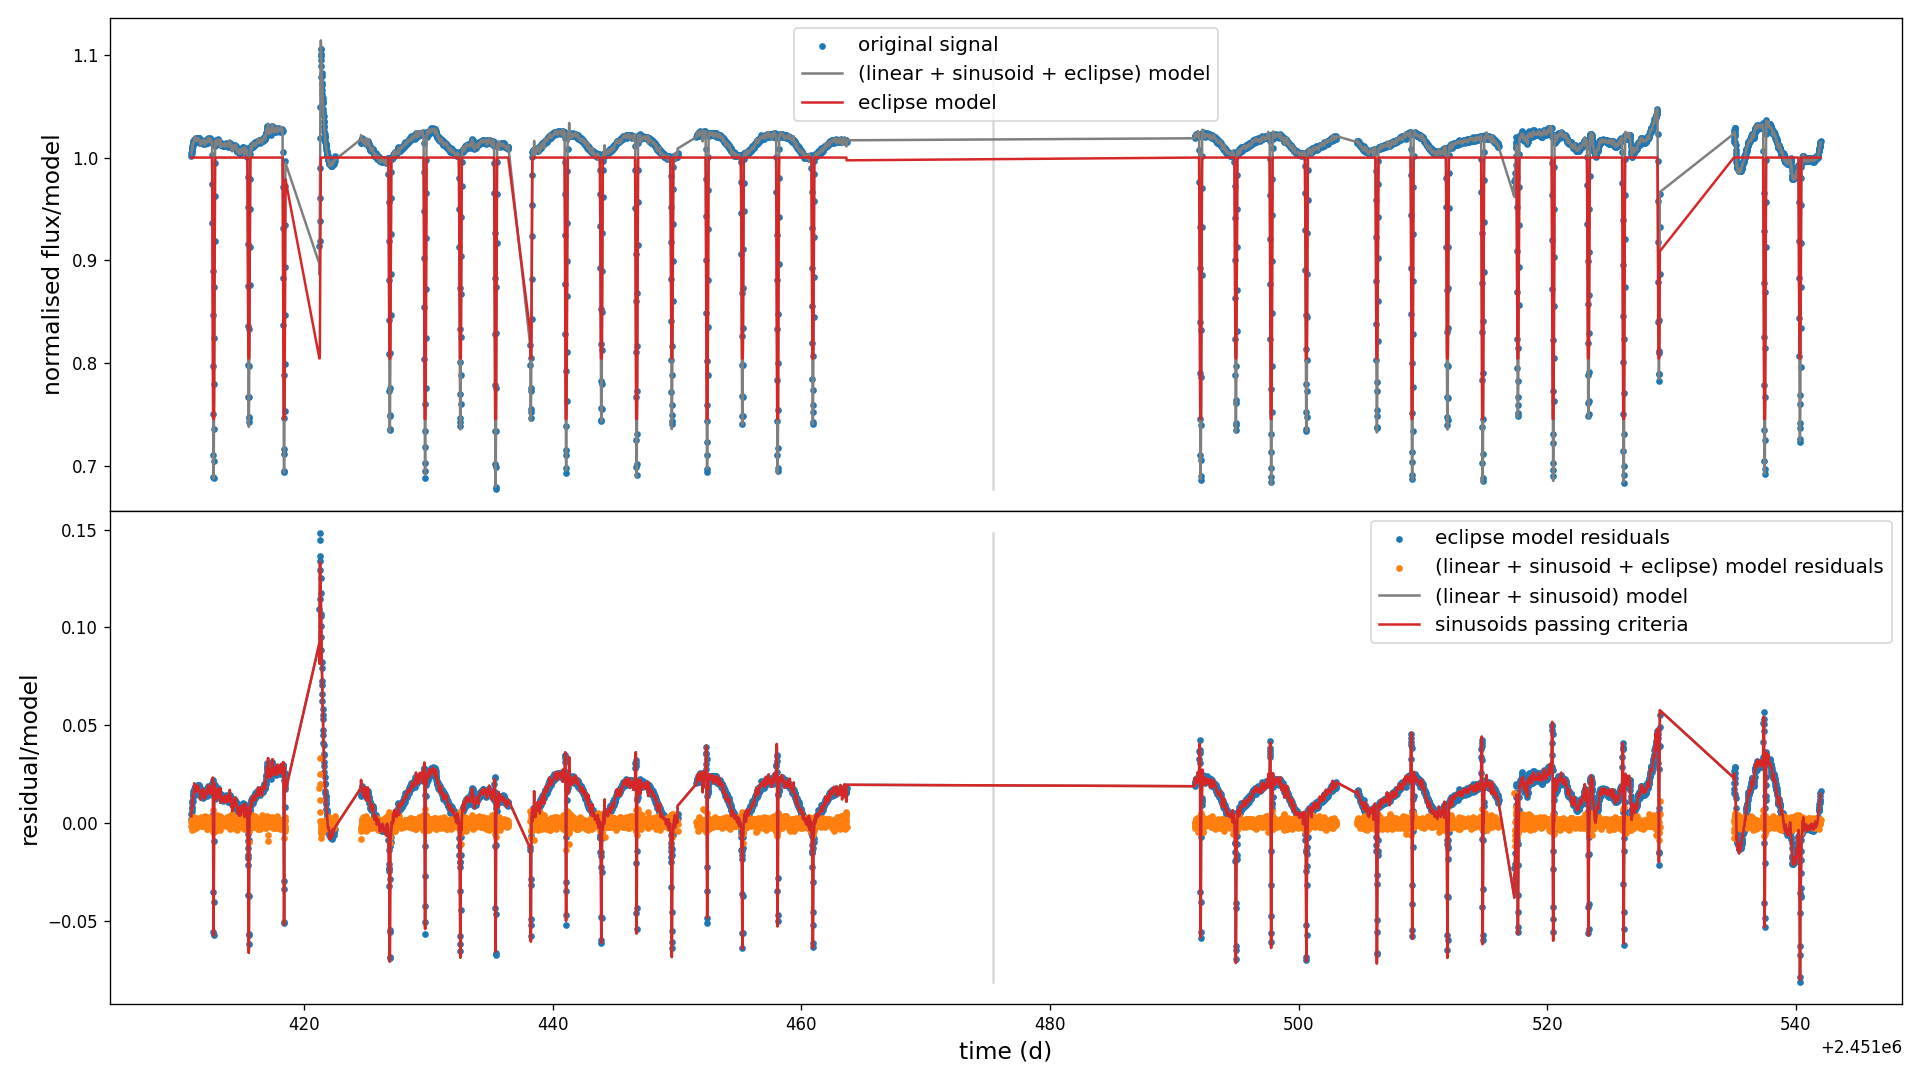 original signal
(linear + sinusoid + eclipse) model
eclipse model
normalised flux/model
1.1
1.0
0.9
0.8
0.7
eclipse model residuals
(linear + sinusoid + eclipse) model residuals
(linear + sinusoid) model
sinusoids passing criteria
residual/model
0.15
0.10
0.05
0.00
−0.05
420
440
460
480
500
520
540
time (d)
+2.451e6